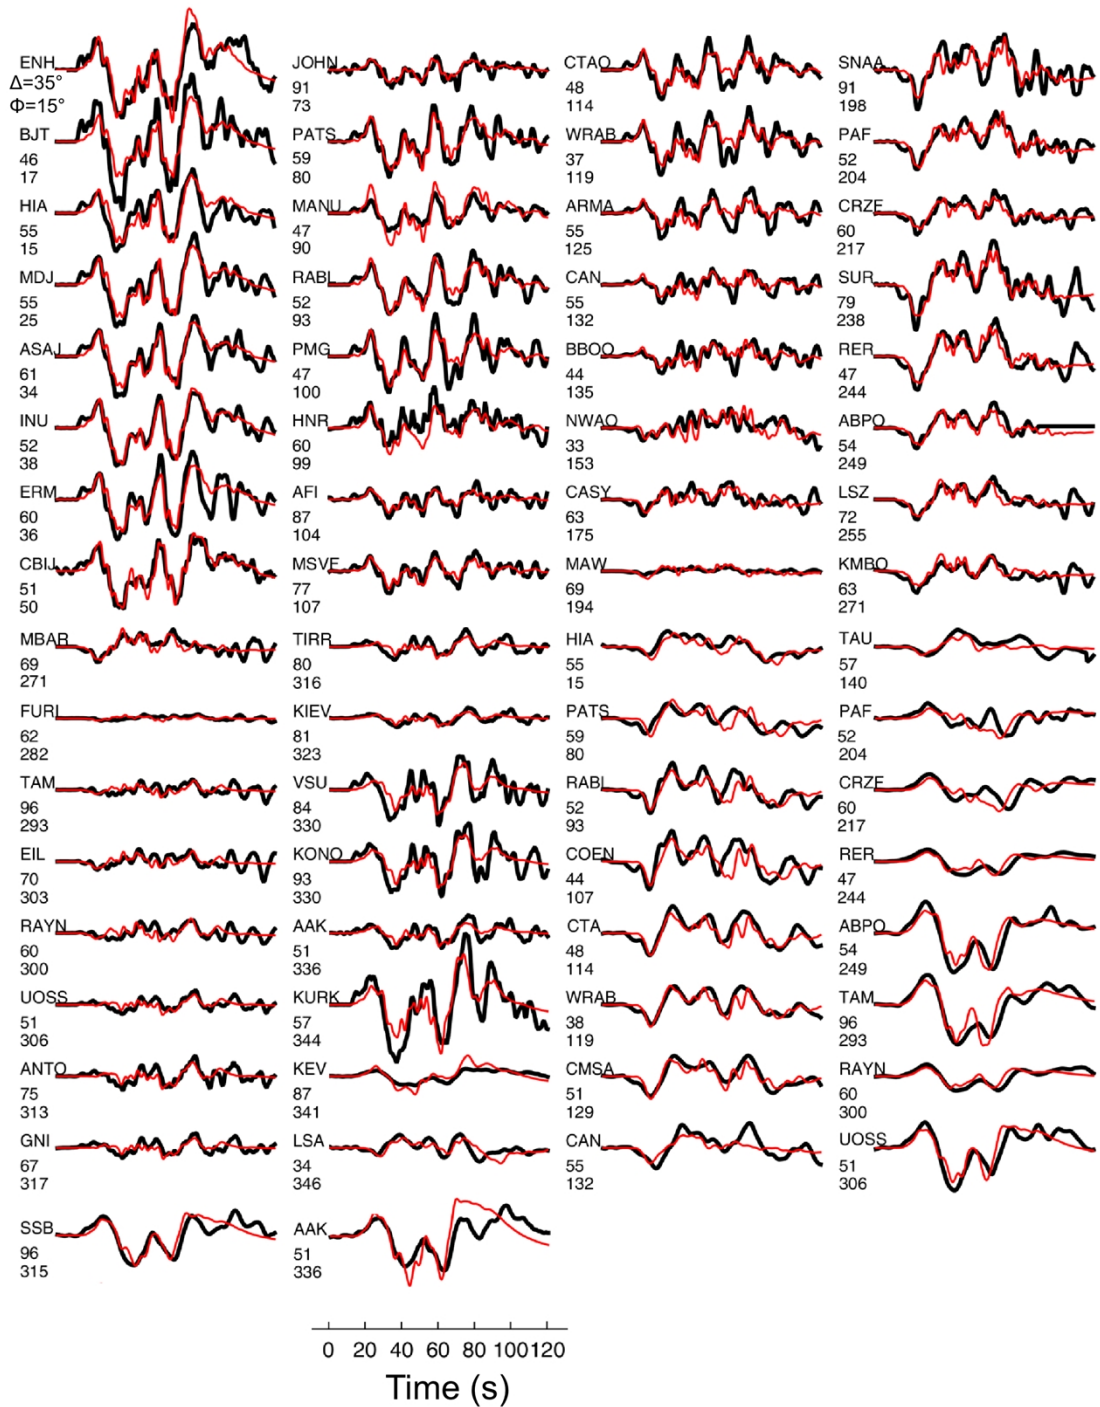 ENH
Δ=35°
Φ=15°
BJT
46
17
HIA
55
15
MDJ
55
25
ASAJ
61
34
INU
52
38
ERM
60
36
CBIJ
51
50
MBAR
69
271
FURI
62
282
TAM
96
293
EIL
70
303
RAYN
60
300
UOSS
51
306
ANTO
75
313
GNI
67
317
SSB
96
315
JOHN
91
73
PATS
59
80
MANU
47
90
RABL
52
93
PMG
47
100
HNR
60
99
AFI
87
104
MSVF
77
107
TIRR
80
316
KIEV
81
323
VSU
84
330
KONO
93
330
AAK
51
336
KURK
57
344
KEV
87
341
LSA
34
346
AAK
51
336
CTAO
48
114
WRAB
37
119
ARMA
55
125
CAN
55
132
BBOO
44
135
NWAO
33
153
CASY
63
175
MAW
69
194
HIA
55
15
PATS
59
80
RABL
52
93
COEN
44
107
CTA
48
114
WRAB
38
119
CMSA
51
129
CAN
55
132
SNAA
91
198
PAF
52
204
CRZF
60
217
SUR
79
238
RER
47
244
ABPO
54
249
LSZ
72
255
KMBO
63
271
TAU
57
140
PAF
52
204
CRZF
60
217
RER
47
244
ABPO
54
249
TAM
96
293
RAYN
60
300
UOSS
51
306
0 20 40 60 80 100 120
Time (s)